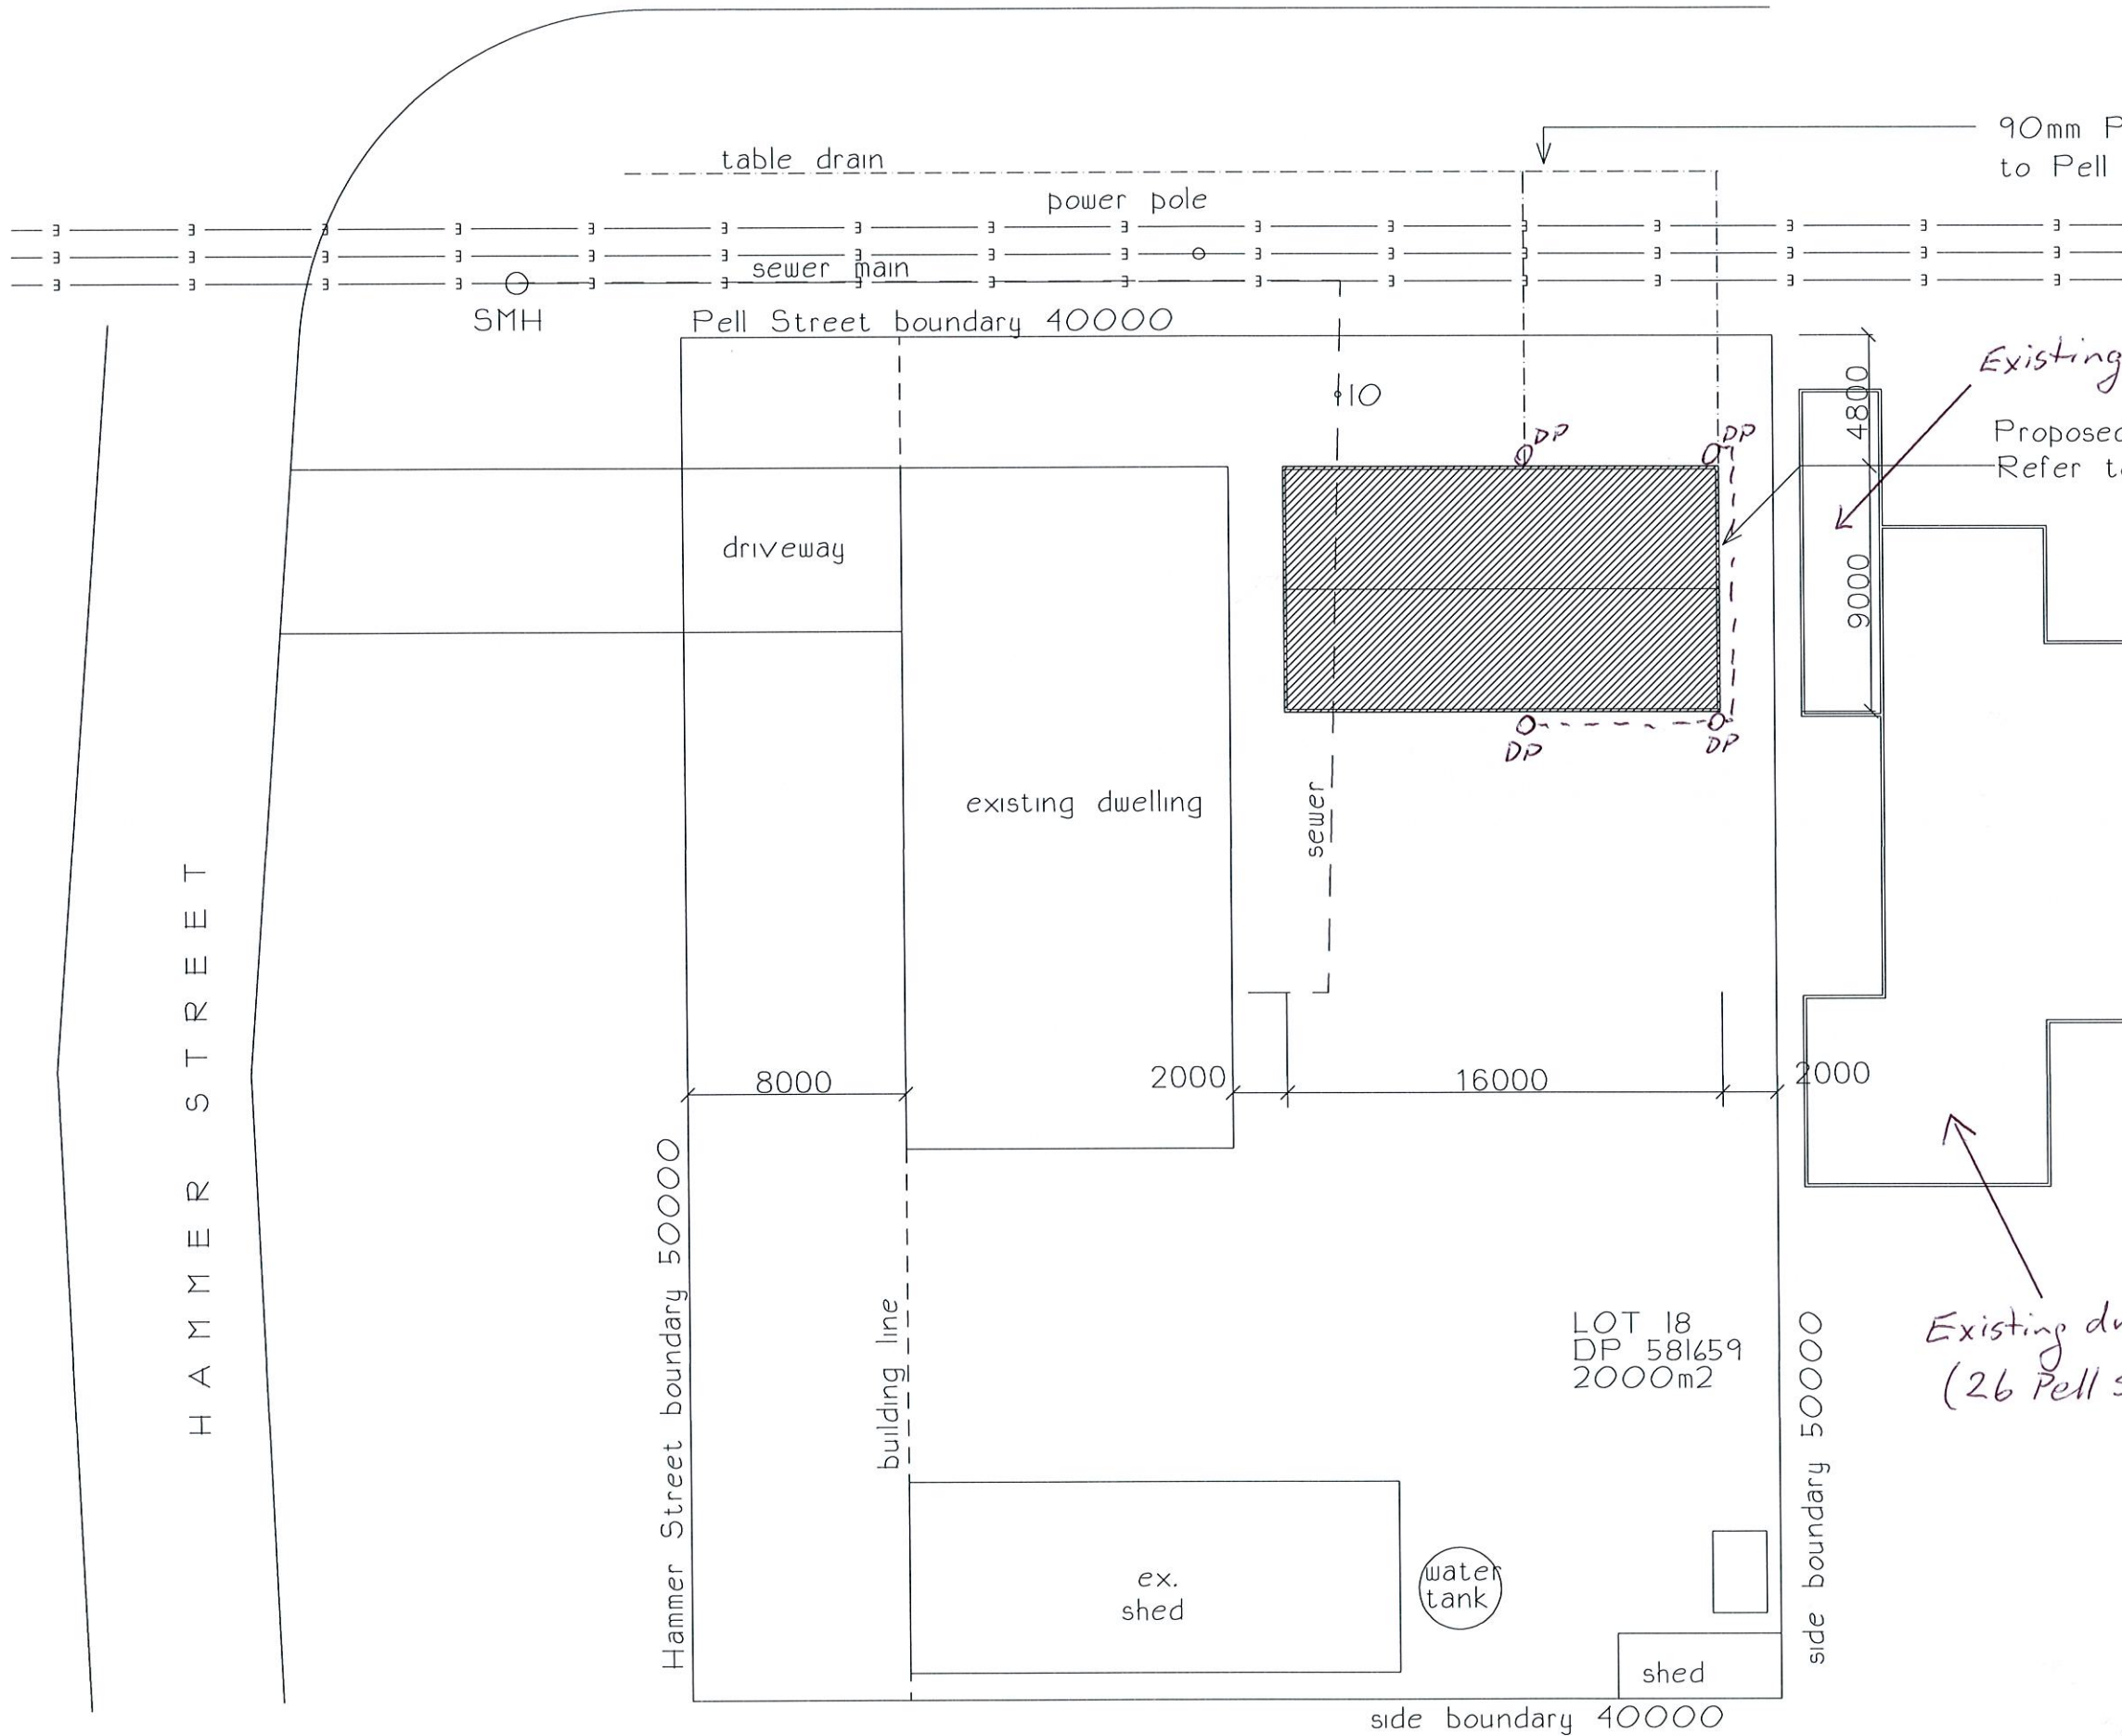 90mm P
to Pell
table drain
power pole
sewer main
SMH
Pell Street boundary 40000
Existing
4800
10
DP
DP
Proposed
Refer to
driveway
9000
DP
DP
existing dwelling
sewer
HAMMER STREET
8000
2000
16000
2000
Hammer Street boundary 50000
building line
LOT 18
DP 581659
2000m2
Existing
(26 Pell
side boundary 50000
ex.
shed
water
tank
shed
side boundary 40000